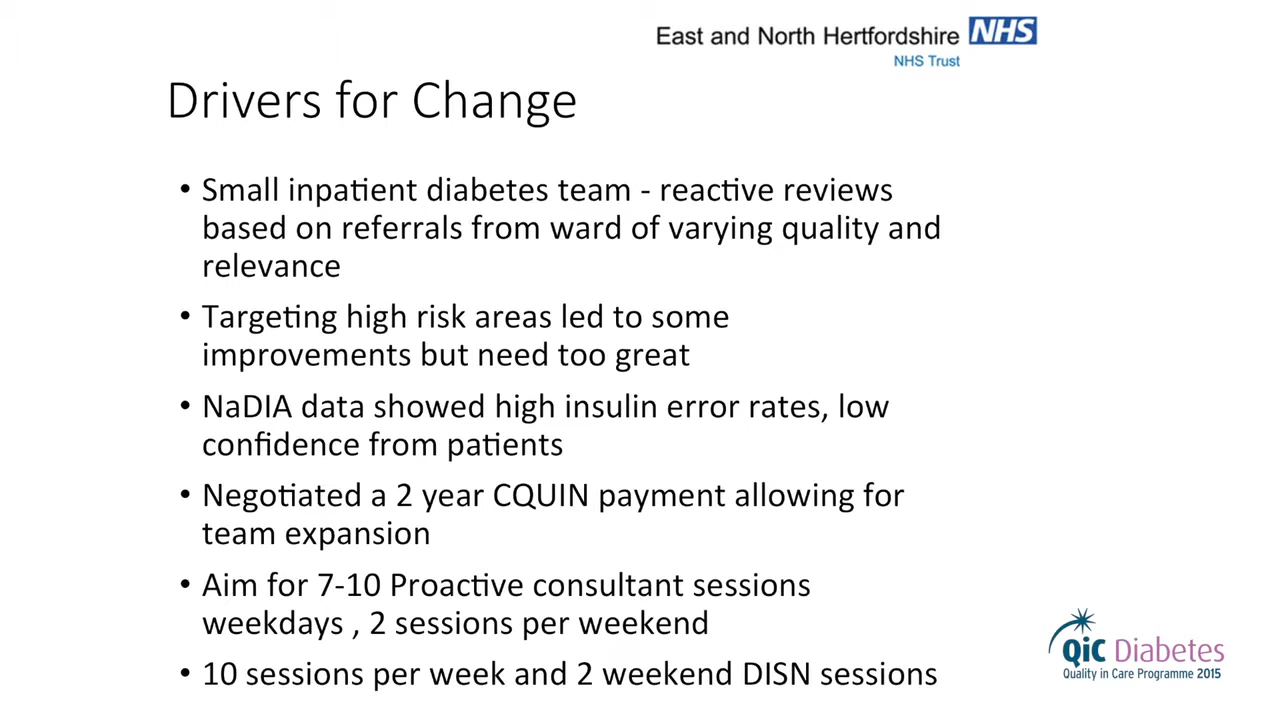 East and North Hertfordshire NHS
NHS Trust
Drivers for Change
• Small inpatient diabetes team - reactive reviews
based on referrals from ward of varying quality and
relevance
• Targeting high risk areas led to some
improvements but need too great
• NaDIA data showed high insulin error rates, low
confidence from patients
• Negotiated a 2 year CQUIN payment allowing for
team expansion
• Aim for 7-10 Proactive consultant sessions
weekdays , 2 sessions per weekend
• 10 sessions per week and 2 weekend DISN sessions
QiC Diabetes
Quality in Care Programme 2015